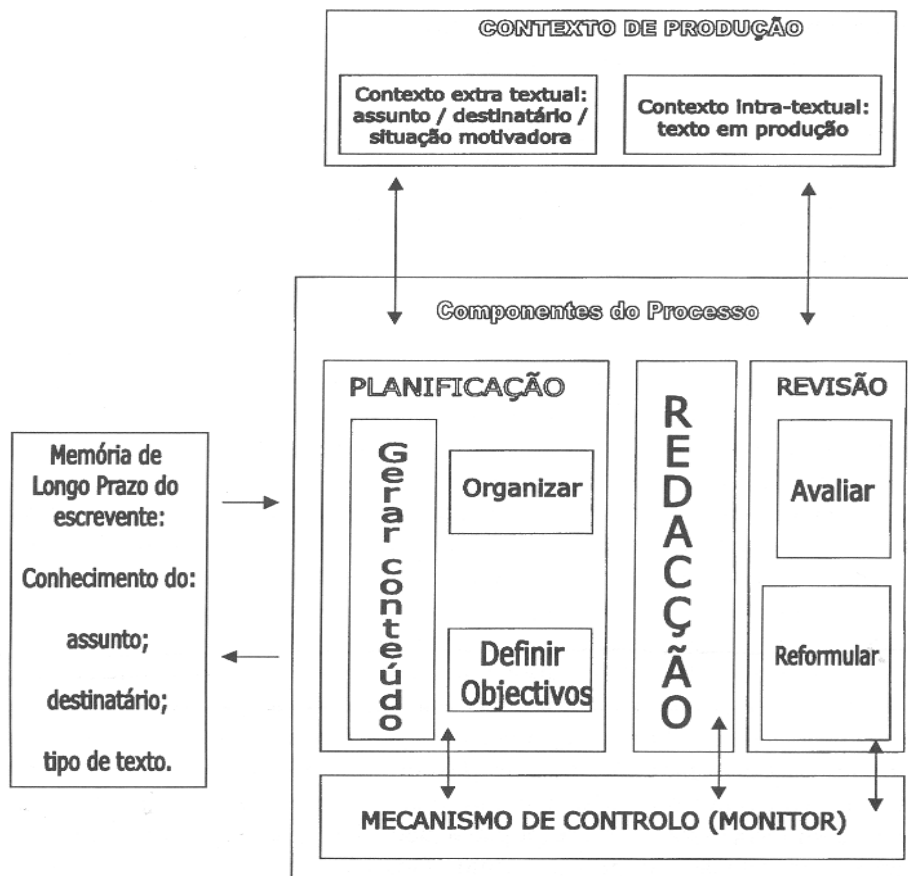 CONTEXTO DE PRODUÇÃO
Contexto extra textual:
assunto / destinatário /
situação motivadora
Contexto intra-textual:
texto em produção
Componentes do Processo
Memória de
Longo Prazo do
escrevente:
Conhecimento do:
assunto;
destinatário;
tipo de texto.
PLANIFICAÇÃO
Gerar conteúdo
Organizar
Definir
Objectivos
REDACÇÃO
REVISÃO
Avaliar
Reformular
MECANISMO DE CONTROLO (MONITOR)